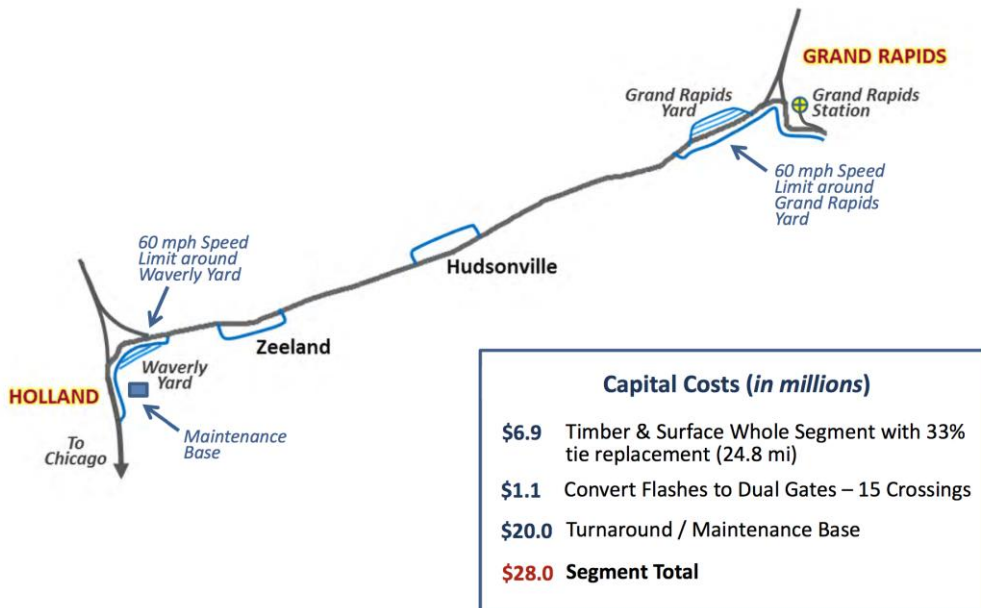 GRAND RAPIDS
Grand Rapids
Yard
Grand Rapids
Station
60 mph Speed
Limit around
Grand Rapids
Yard
60 mph Speed
Limit around
Waverly Yard
Hudsonville
Zeeland
Waverly
Yard
HOLLAND
To
Chicago
Maintenance
Base
Capital Costs (in millions)
$6.9 Timber & Surface Whole Segment with 33%
tie replacement (24.8 mi)
$1.1 Convert Flashes to Dual Gates – 15 Crossings
$20.0 Turnaround / Maintenance Base
$28.0 Segment Total